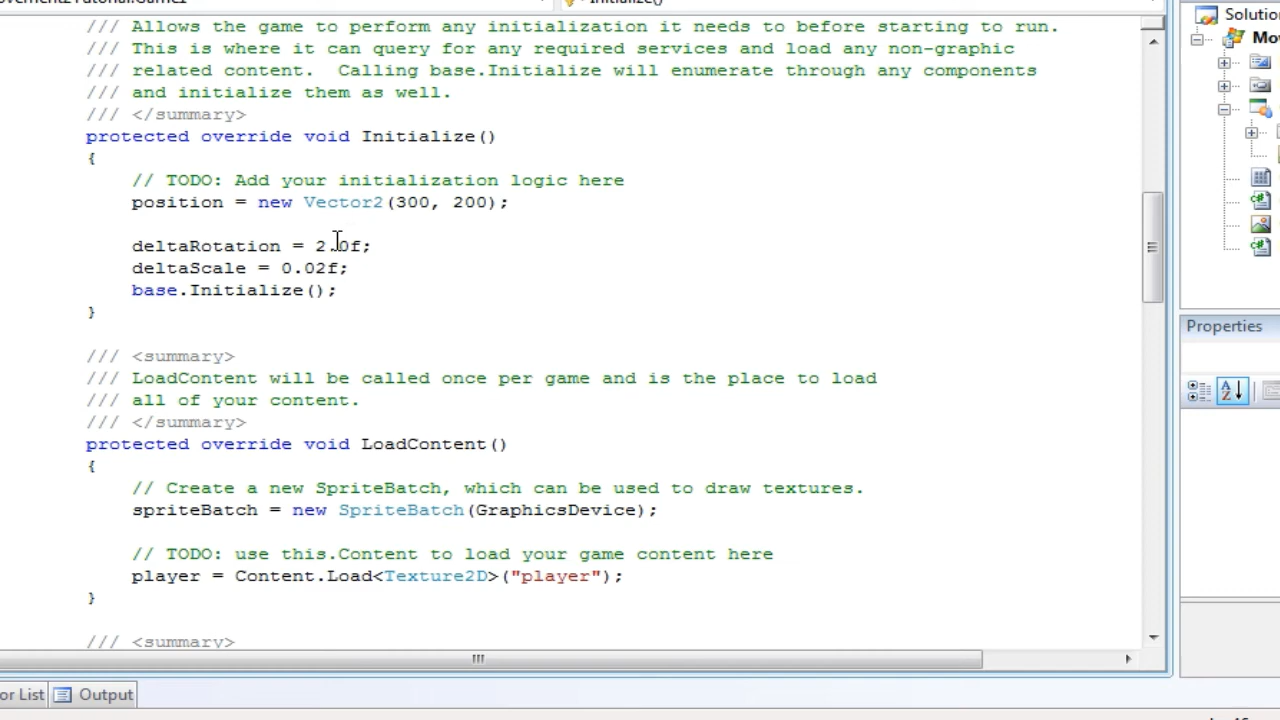 Initialize()
/// Allows the game to perform any initialization it needs to before starting to run.
/// This is where it can query for any required services and load any non-graphic
/// related content.  Calling base.Initialize will enumerate through any components
/// and initialize them as well.
/// </summary>
protected override void Initialize()
{
// TODO: Add your initialization logic here
position = new Vector2(300, 200);
deltaRotation = 2.0f;
deltaScale = 0.02f;
base.Initialize();
}
/// <summary>
/// LoadContent will be called once per game and is the place to load
/// all of your content.
/// </summary>
protected override void LoadContent()
{
// Create a new SpriteBatch, which can be used to draw textures.
spriteBatch = new SpriteBatch(GraphicsDevice);
// TODO: use this.Content to load your game content here
player = Content.Load<Texture2D>("player");
}
/// <summary>
Properties
or List
Output